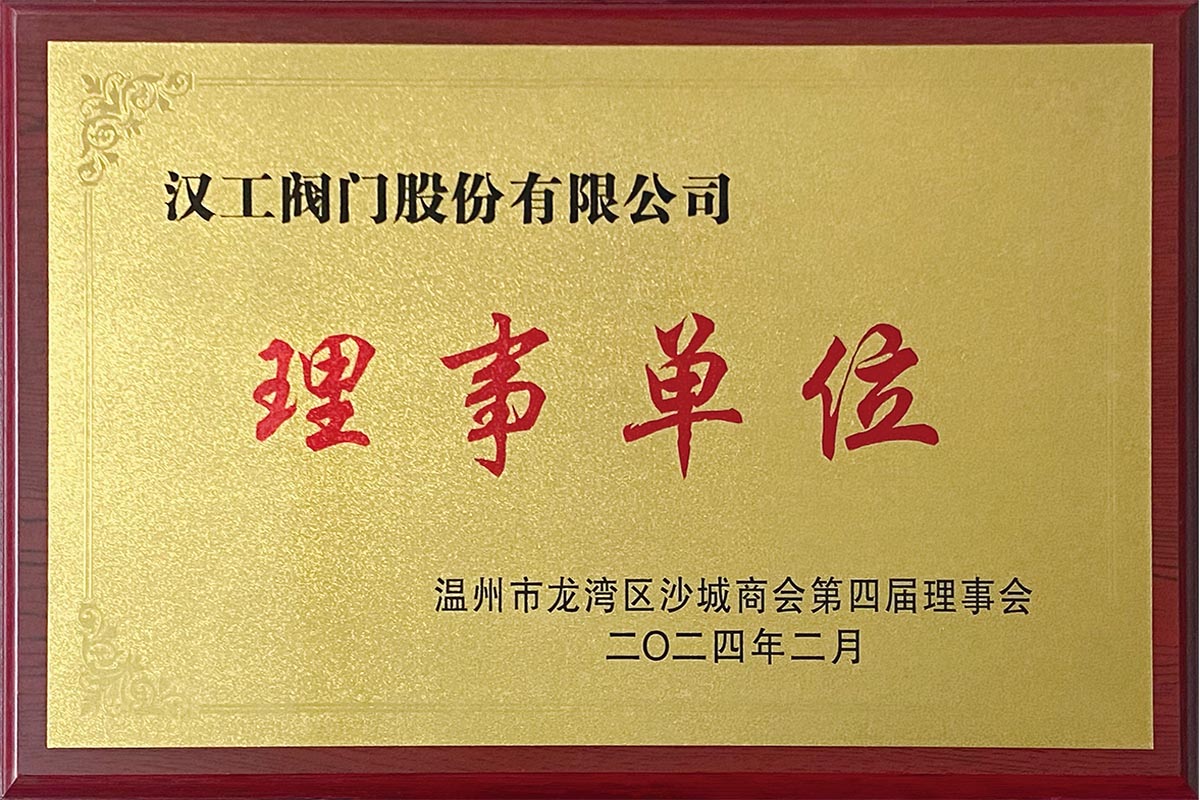 汉工阀门股份有限公司
理事单位
温州市龙湾区沙城商会第四届理事会
二〇二四年二月